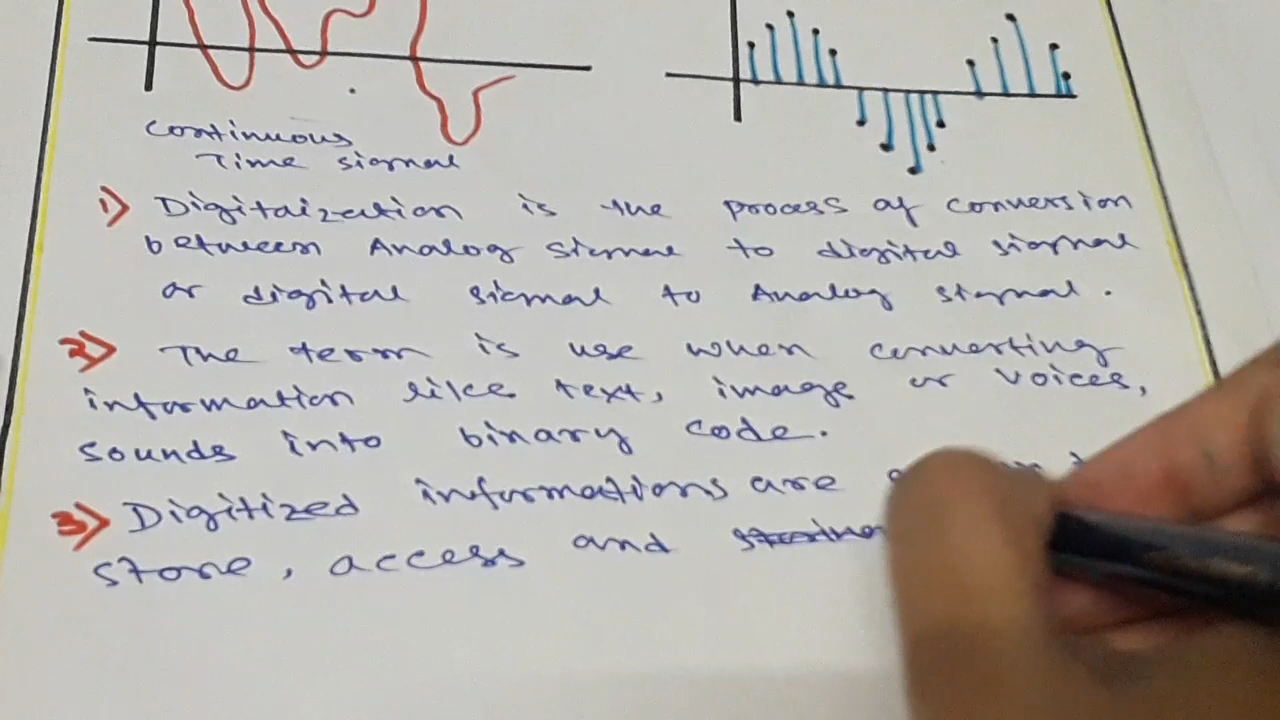 continuous
Time signal
1) Digitaization is the process of conversion
between Analog signal to digital signal
or digital signal to Analog signal.
2) The term is use when converting
information like text, image or voices,
sounds into binary code.
3) Digitized informations are
store, access and